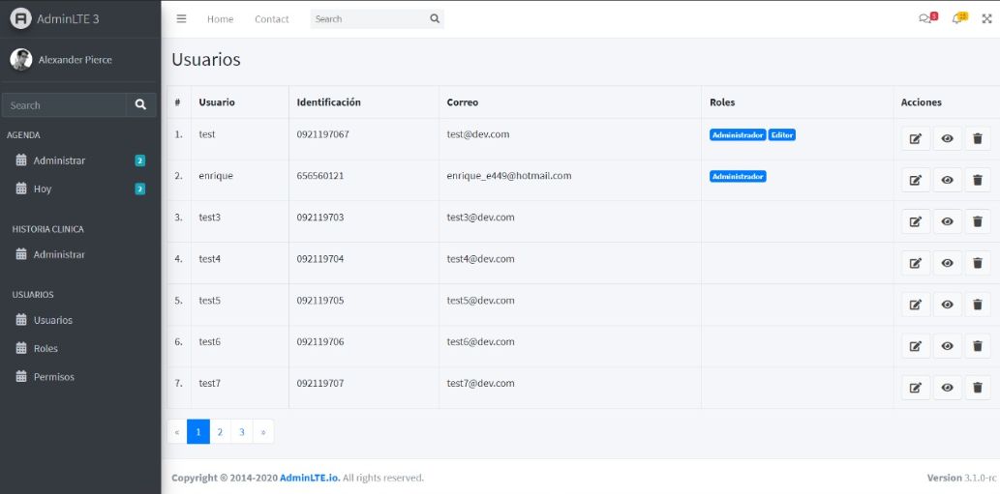 AdminLTE 3
Home Contact Search
Alexander Pierce
Search
AGENDA
Administrar 2
Hoy 2
HISTORIA CLINICA
Administrar
USUARIOS
Usuarios
Roles
Permisos
Usuarios
# Usuario Identificación Correo Roles Acciones
1. test 0921197067 test@dev.com Administrador Editor
2. enrique 656560121 enrique_e449@hotmail.com Administrador
3. test3 092119703 test3@dev.com
4. test4 092119704 test4@dev.com
5. test5 092119705 test5@dev.com
6. test6 092119706 test6@dev.com
7. test7 092119707 test7@dev.com
« 1 2 3 »
Copyright © 2014-2020 AdminLTE.io. All rights reserved. Version 3.1.0-rc